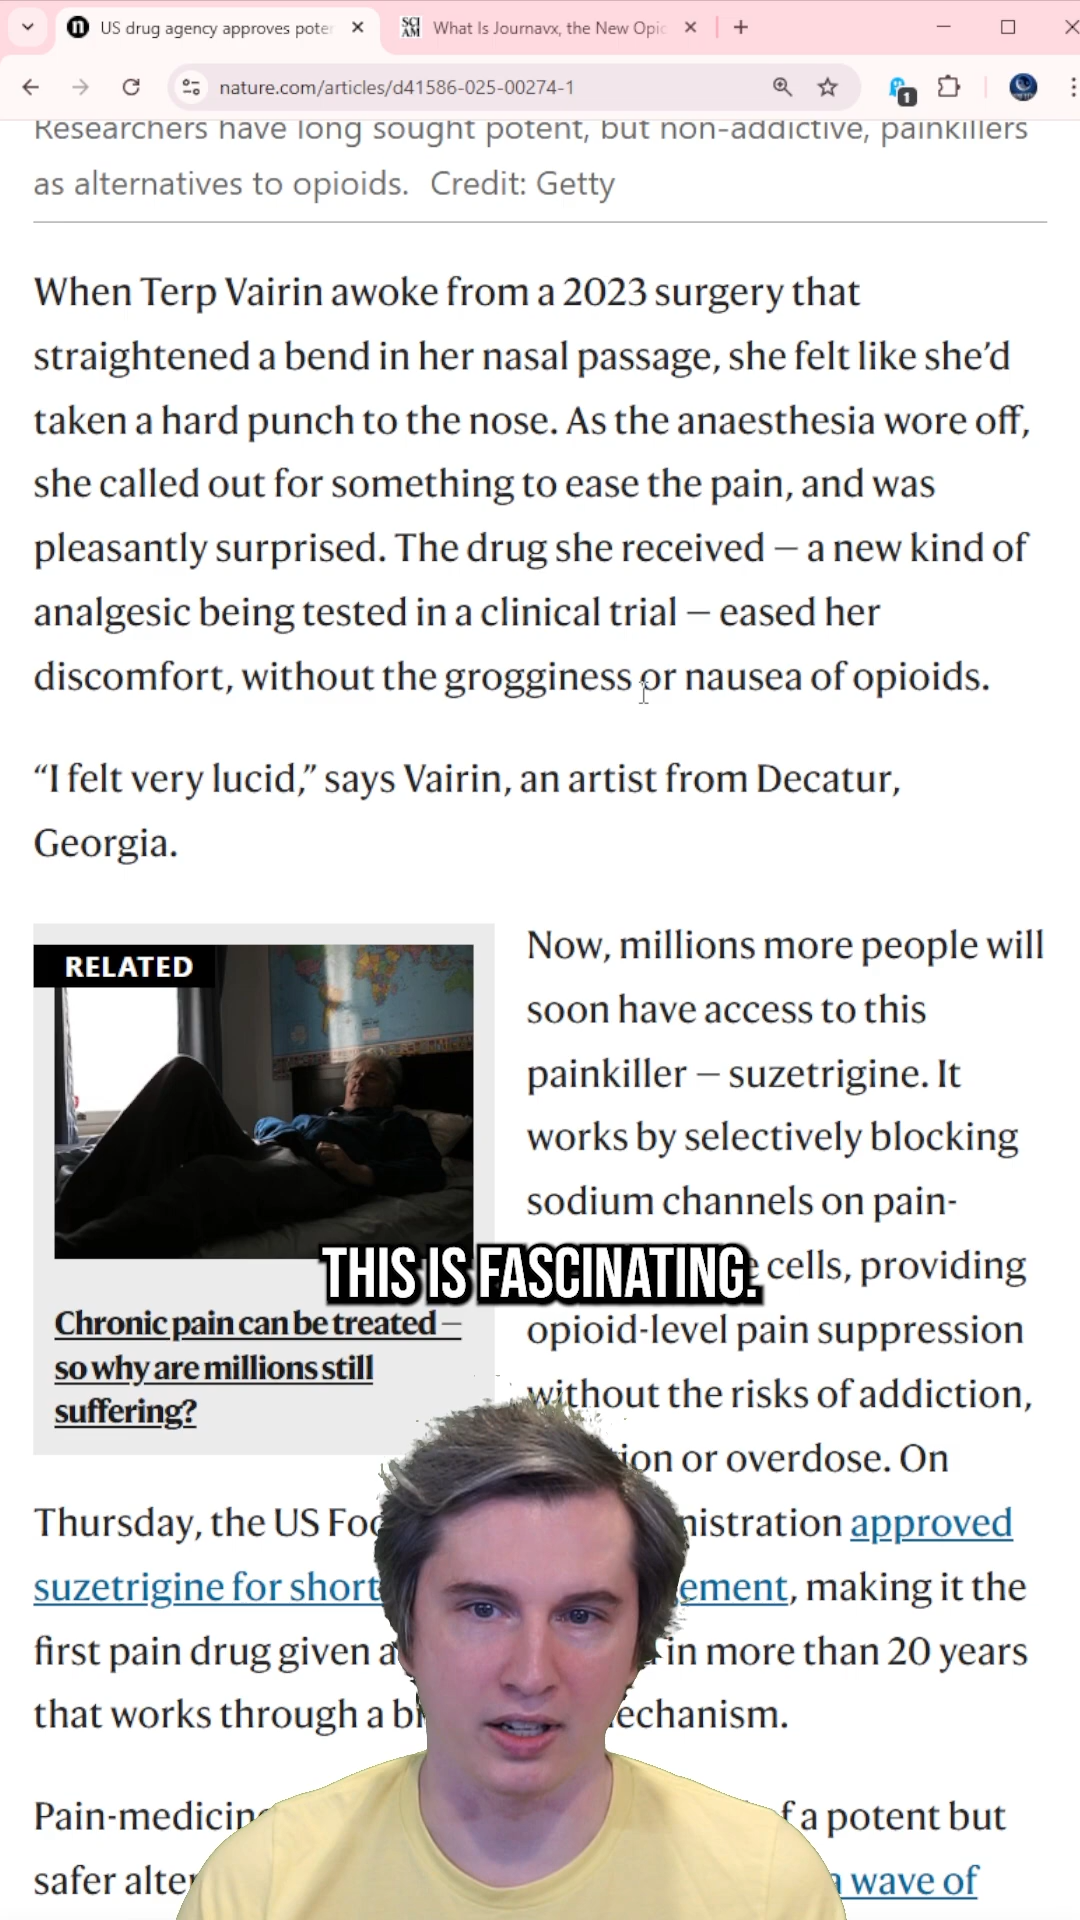 US drug agency approves poter
SCI AM What Is Journavx, the New Opio
nature.com/articles/d41586-025-00274-1
1
Researchers have long sought potent, but non-addictive, painkillers
as alternatives to opioids. Credit: Getty
When Terp Vairin awoke from a 2023 surgery that
straightened a bend in her nasal passage, she felt like she’d
taken a hard punch to the nose. As the anaesthesia wore off,
she called out for something to ease the pain, and was
pleasantly surprised. The drug she received — a new kind of
analgesic being tested in a clinical trial — eased her
discomfort, without the grogginess or nausea of opioids.
“I felt very lucid,” says Vairin, an artist from Decatur,
Georgia.
RELATED
Chronic pain can be treated —
so why are millions still
suffering?
Now, millions more people will
soon have access to this
painkiller — suzetrigine. It
works by selectively blocking
sodium channels on pain-
cells, providing
opioid-level pain suppression
without the risks of addiction,
or overdose. On
THIS IS FASCINATING.
Thursday, the US approved
suzetrigine for short , making it the
first pain drug given in more than 20 years
that works through a
f a potent but
safer a wave of